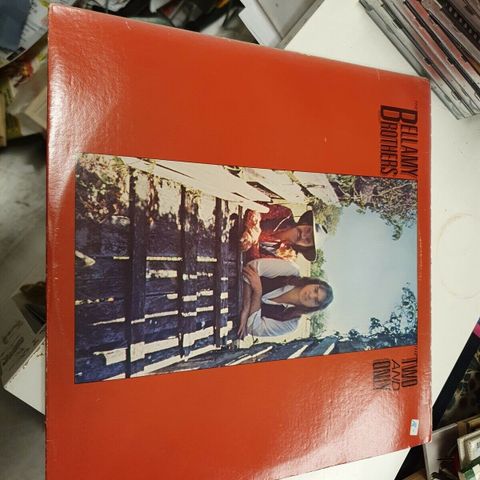 THE
BELLAMY
BROTHERS
THE TWO
AND
ONLY